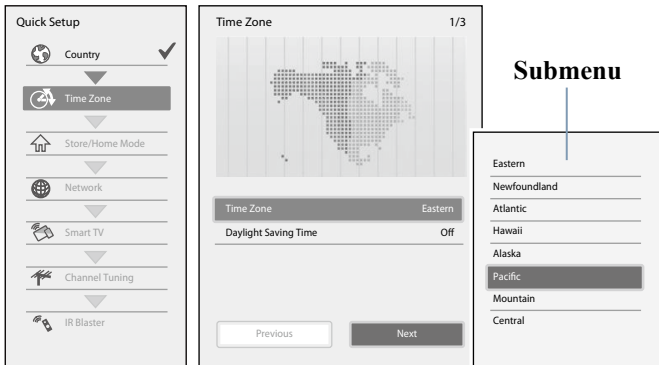 Quick Setup
Country
Time Zone
Store/Home Mode
Network
Smart TV
Channel Tuning
IR Blaster
Time Zone 1/3
Time Zone Eastern
Daylight Saving Time Off
Previous Next
Submenu
Eastern
Newfoundland
Atlantic
Hawaii
Alaska
Pacific
Mountain
Central